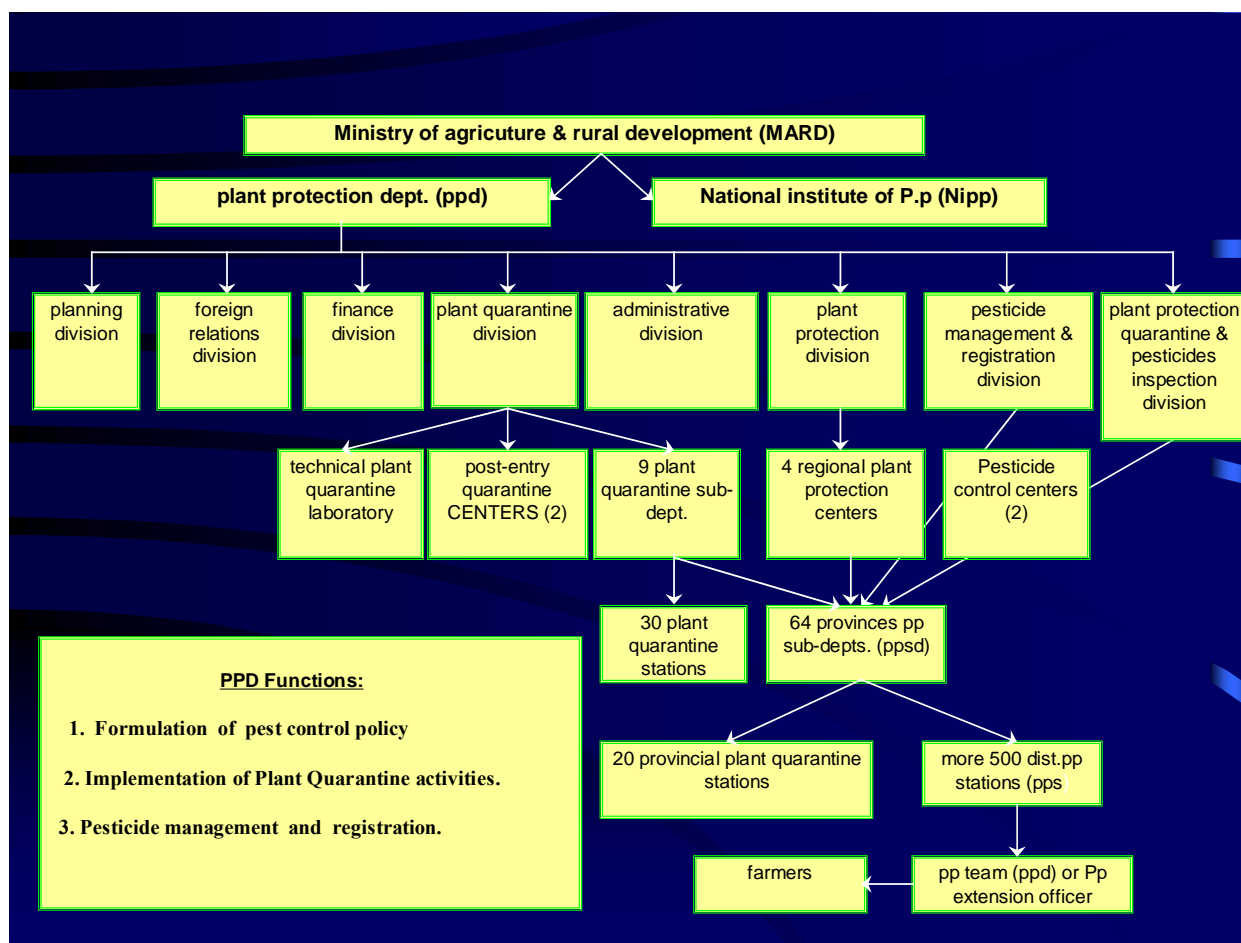 Ministry of agricuture & rural development (MARD)
plant protection dept. (ppd)
National institute of P.p (Nipp)
planning
division
foreign
relations
division
finance
division
plant quarantine
division
administrative
division
plant
protection
division
pesticide
management &
registration
division
plant protection
quarantine &
pesticides
inspection
division
technical plant
quarantine
laboratory
post-entry
quarantine
CENTERS (2)
9 plant
quarantine sub-
dept.
4 regional plant
protection
centers
Pesticide
control centers
(2)
30 plant
quarantine
stations
64 provinces pp
sub-depts. (ppsd)
PPD Functions:
1. Formulation of pest control policy
2. Implementation of Plant Quarantine activities.
3. Pesticide management and registration.
20 provincial plant quarantine
stations
more 500 dist.pp
stations (pps)
farmers
pp team (ppd) or Pp
extension officer